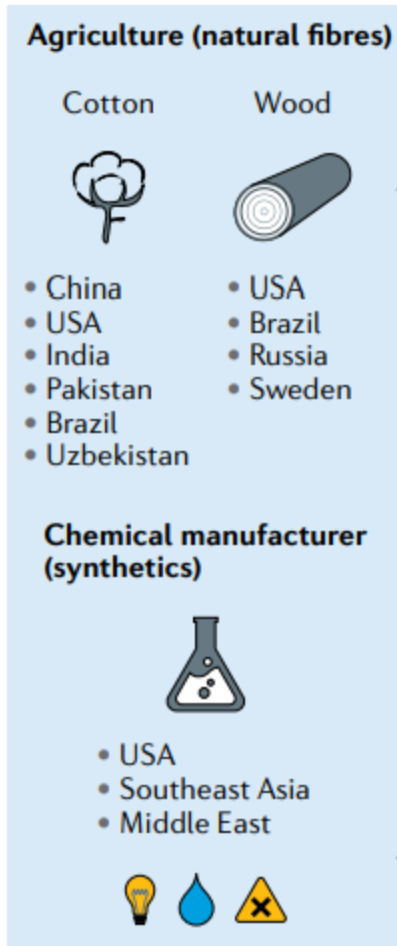 Agriculture (natural fibres)
Cotton
Wood
• China
• USA
• India
• Pakistan
• Brazil
• Uzbekistan
• USA
• Brazil
• Russia
• Sweden
Chemical manufacturer
(synthetics)
• USA
• Southeast Asia
• Middle East